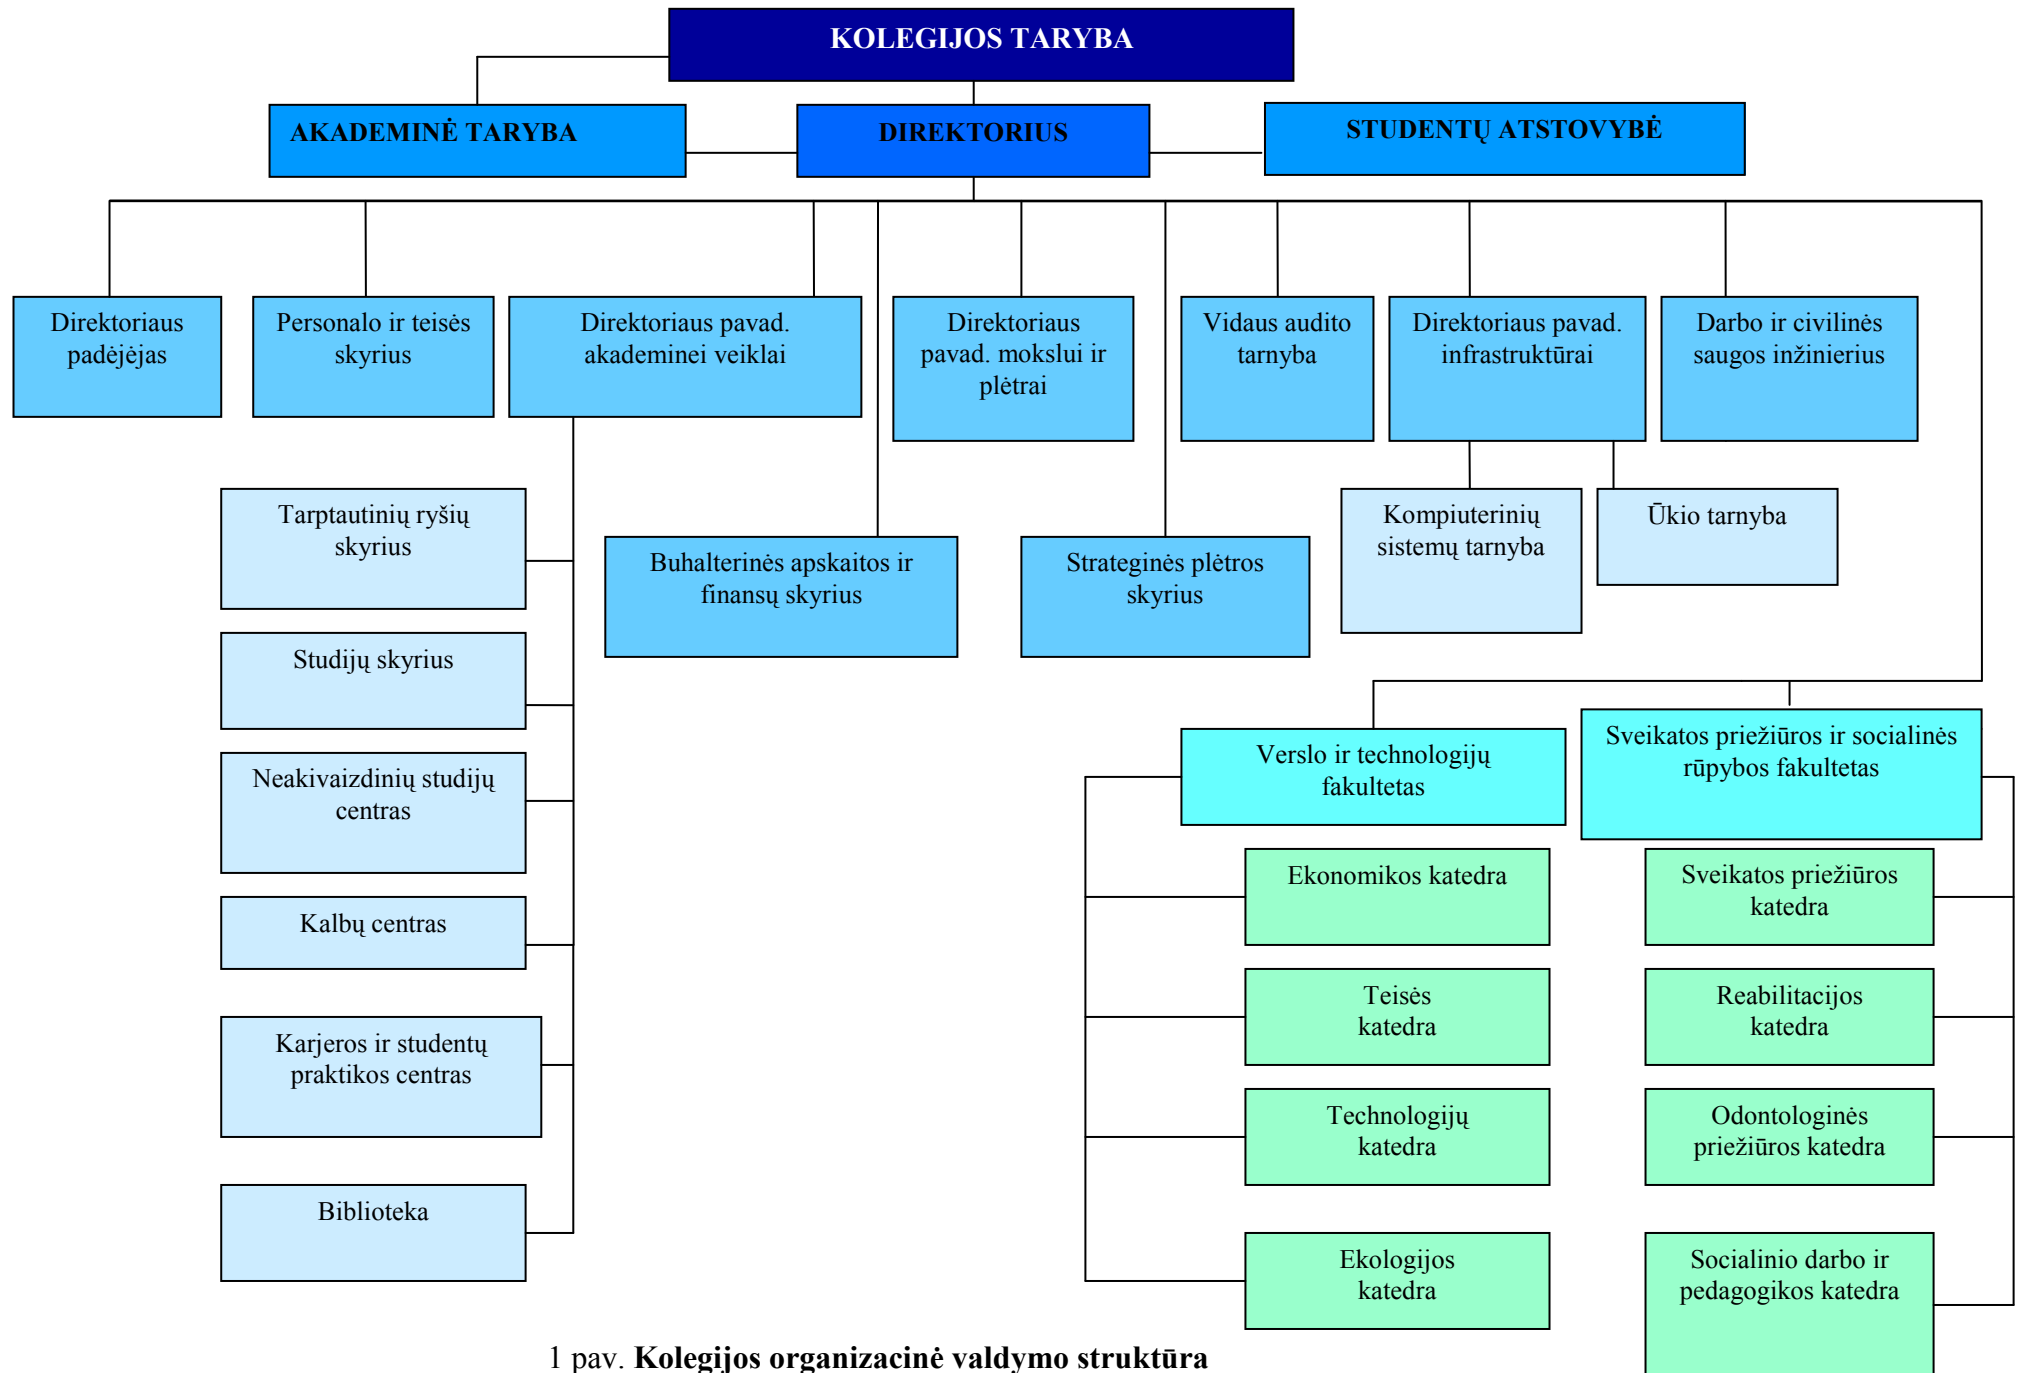 KOLEGIJOS TARYBA
AKADEMINĖ TARYBA
DIREKTORIUS
STUDENTŲ ATSTOVYBĖ
Direktoriaus
padėjėjas
Personalo ir teisės
skyrius
Direktoriaus pavad.
akademinei veiklai
Direktoriaus
pavad. mokslui ir
plėtrai
Vidaus audito
tarnyba
Direktoriaus pavad.
infrastruktūrai
Darbo ir civilinės
saugos inžinierius
Tarptautinių ryšių
skyrius
Buhalterinės apskaitos ir
finansų skyrius
Strateginės plėtros
skyrius
Kompiuterinių
sistemų tarnyba
Ūkio tarnyba
Studijų skyrius
Neakivaizdinių studijų
centras
Kalbų centras
Karjeros ir studentų
praktikos centras
Biblioteka
Verslo ir technologijų
fakultetas
Sveikatos priežiūros ir socialinės
rūpybos fakultetas
Ekonomikos katedra
Teisės
katedra
Technologijų
katedra
Ekologijos
katedra
Sveikatos priežiūros
katedra
Reabilitacijos
katedra
Odontologinės
priežiūros katedra
Socialinio darbo ir
pedagogikos katedra
1 pav. Kolegijos organizacinė valdymo struktūra